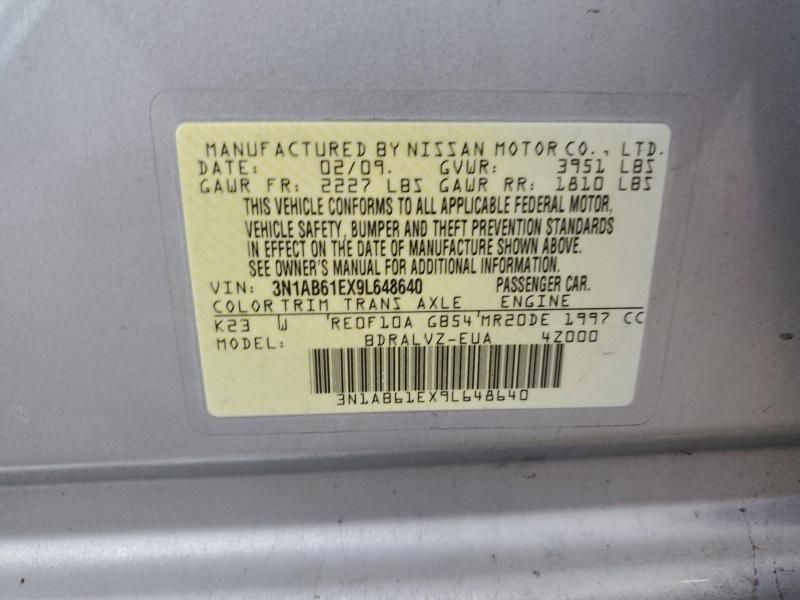 MANUFACTURED BY NISSAN MOTOR CO., LTD.
DATE: 02/09. GVWR: 3951 LBS
GAWR FR: 2227 LBS GAWR RR: 1810 LBS
THIS VEHICLE CONFORMS TO ALL APPLICABLE FEDERAL MOTOR,
VEHICLE SAFETY, BUMPER AND THEFT PREVENTION STANDARDS
IN EFFECT ON THE DATE OF MANUFACTURE SHOWN ABOVE.
SEE OWNER'S MANUAL FOR ADDITIONAL INFORMATION.
VIN: 3N1AB61EX9L648640 PASSENGER CAR.
COLOR TRIM TRANS AXLE ENGINE
K23 W RE0F10A GB54 MR20DE 1997 CC
MODEL: BDRALVZ-EUA 4Z000
3N1AB61EX9L648640